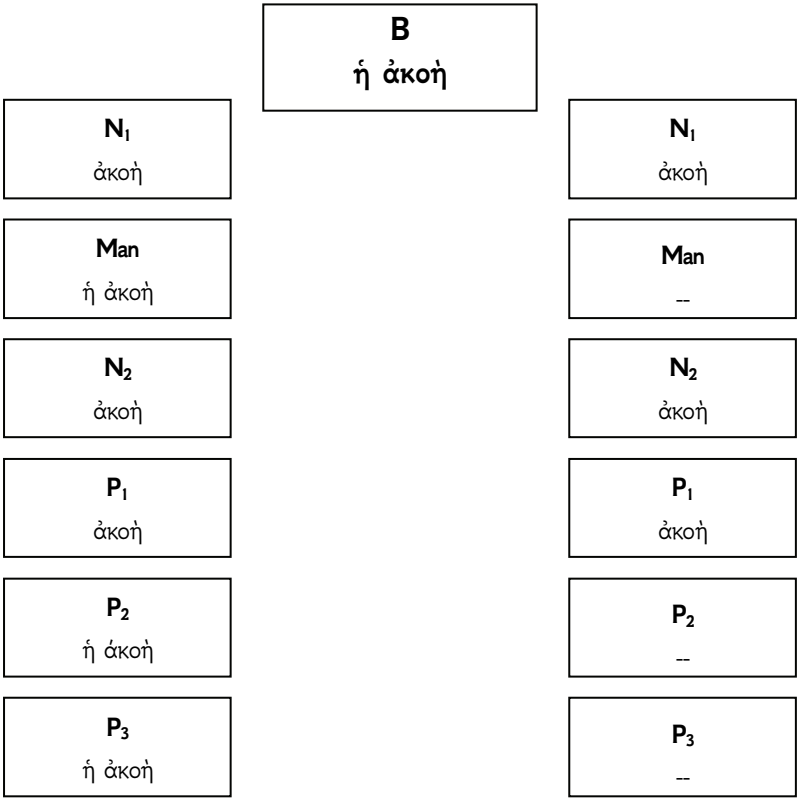 B
ἡ ἀκοὴ
N₁
ἀκοὴ
Man
ἡ ἀκοὴ
N₂
ἀκοὴ
P₁
ἀκοὴ
P₂
ἡ ἀκοὴ
P₃
ἡ ἀκοὴ
N₁
ἀκοὴ
Man
--
N₂
ἀκοὴ
P₁
ἀκοὴ
P₂
--
P₃
--